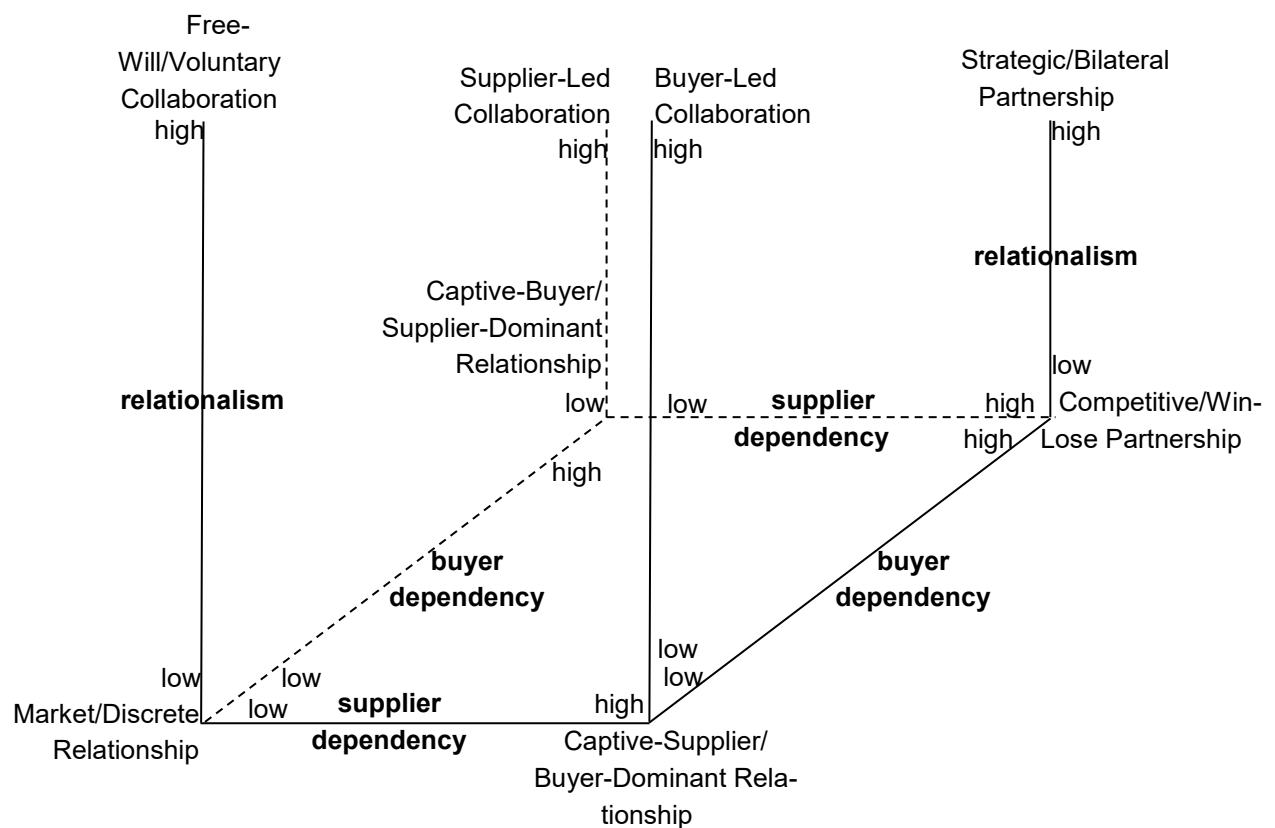 Free-
Will/Voluntary
Collaboration
high
Supplier-Led
Collaboration
high
Buyer-Led
Collaboration
high
Strategic/Bilateral
Partnership
high
relationalism
Captive-Buyer/
Supplier-Dominant
Relationship
low
relationalism
low
low
supplier
dependency
high
Competitive/Win-
Lose Partnership
high
high
buyer
dependency
buyer
dependency
low
low
low
low
low
Market/Discrete
Relationship
supplier
dependency
high
Captive-Supplier/
Buyer-Dominant Rela-
tionship